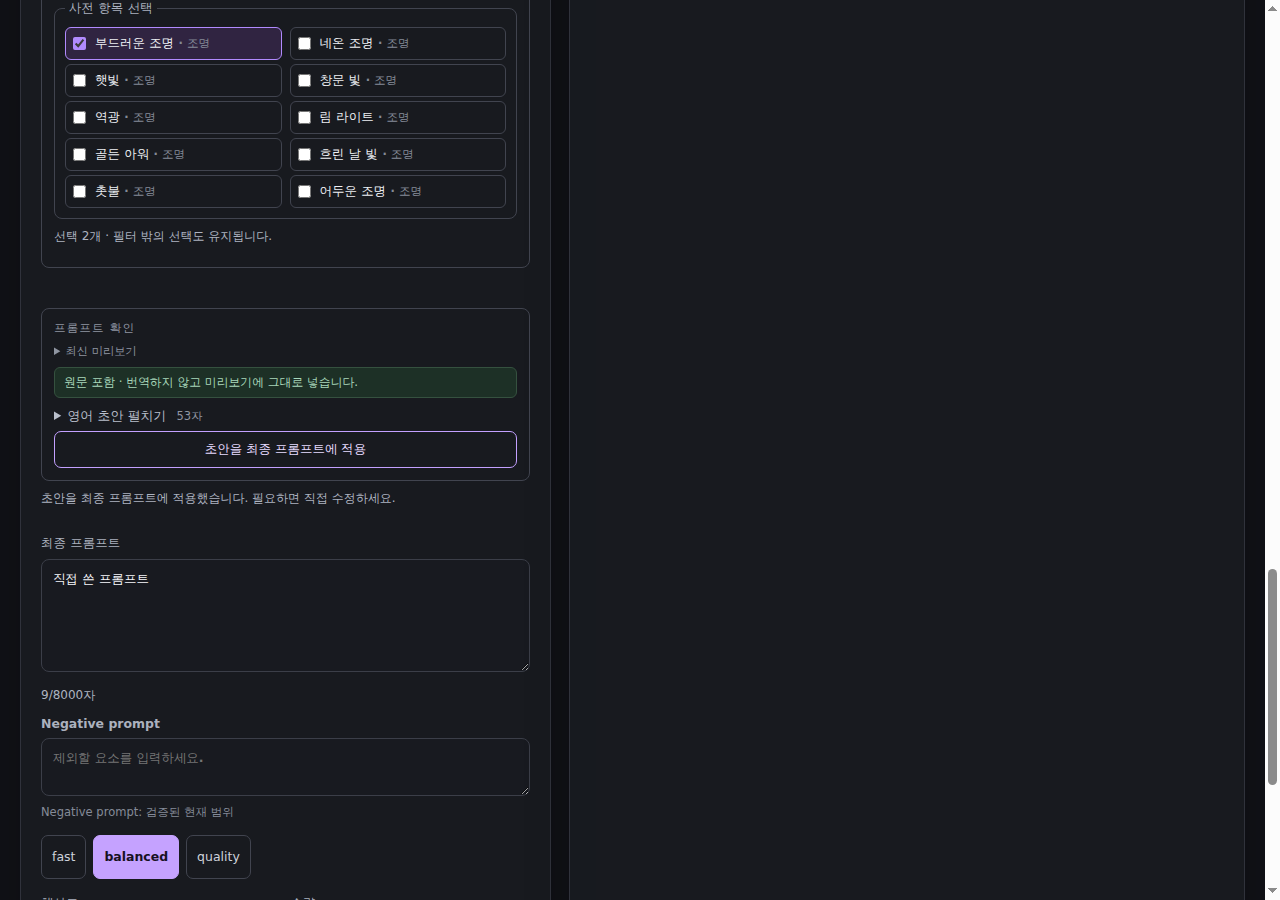 사전 항목 선택
부드러운 조명 · 조명
네온 조명 · 조명
햇빛 · 조명
창문 빛 · 조명
역광 · 조명
림 라이트 · 조명
골든 아워 · 조명
흐린 날 빛 · 조명
촛불 · 조명
어두운 조명 · 조명
선택 2개 · 필터 밖의 선택도 유지됩니다.
프롬프트 확인
▶ 최신 미리보기
원문 포함 · 번역하지 않고 미리보기에 그대로 넣습니다.
▶ 영어 초안 펼치기 53자
초안을 최종 프롬프트에 적용
초안을 최종 프롬프트에 적용했습니다. 필요하면 직접 수정하세요.
최종 프롬프트
직접 쓴 프롬프트
9/8000자
Negative prompt
제외할 요소를 입력하세요.
Negative prompt: 검증된 현재 범위
fast
balanced
quality